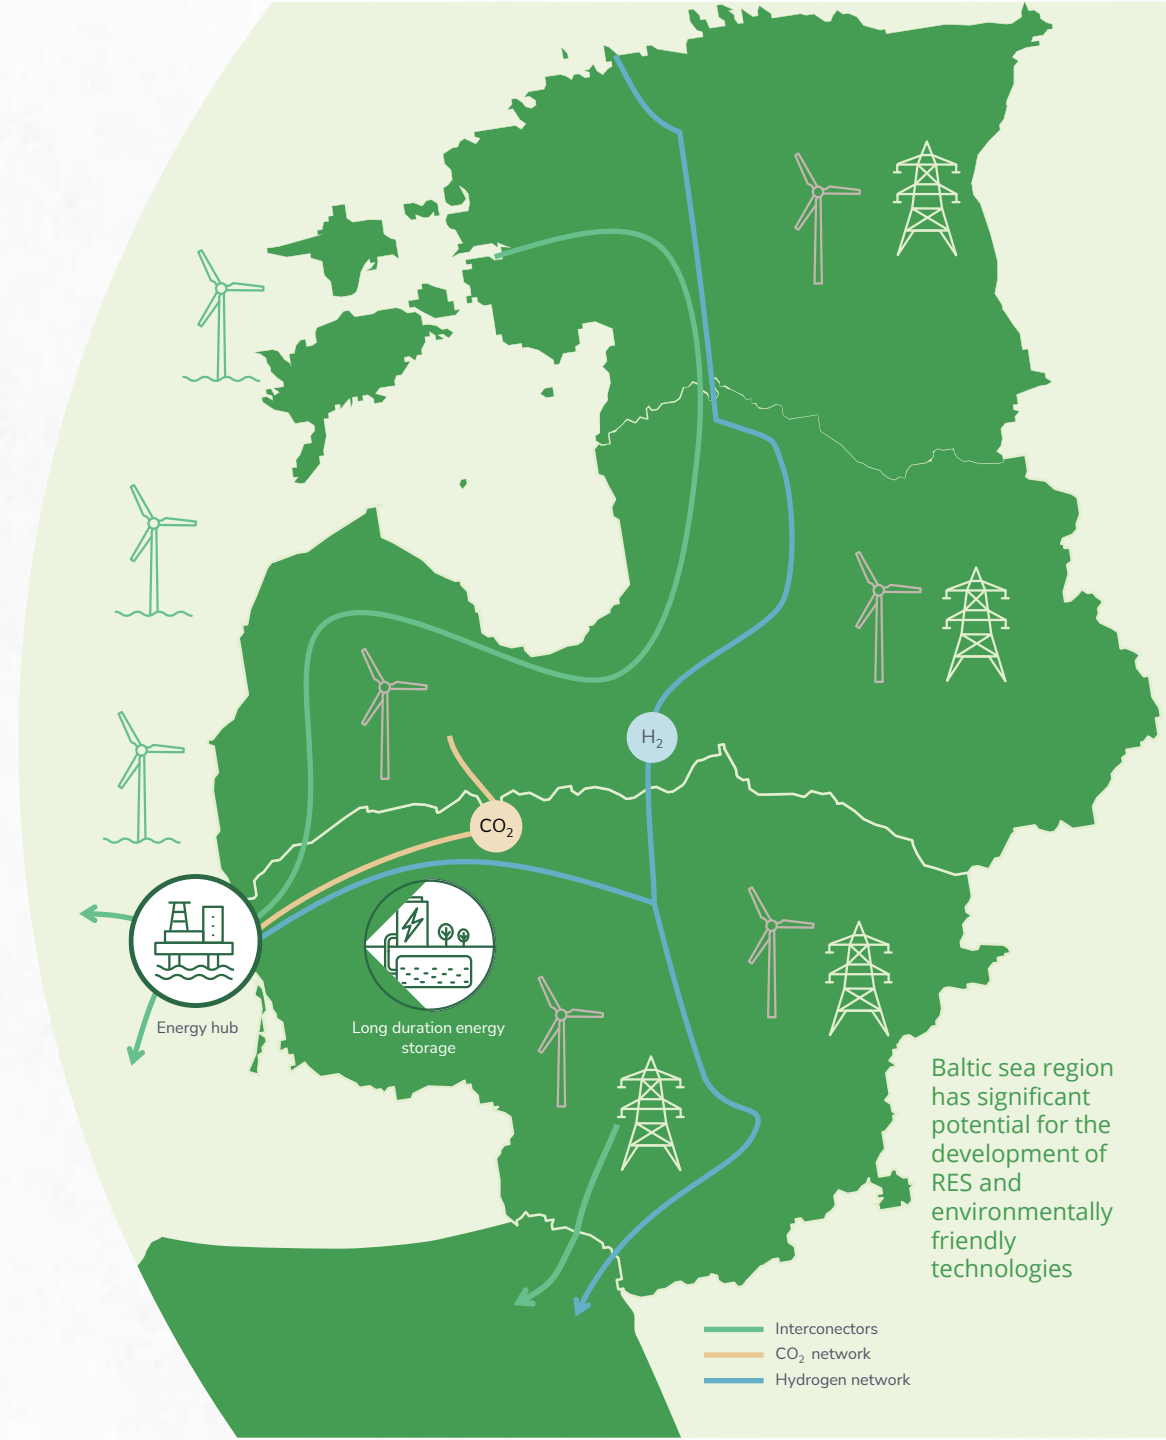 H2
CO2
Energy hub
Long duration energy
storage
Baltic sea region
has significant
potential for the
development of
RES and
environmentally
friendly
technologies
Interconectors
CO2 network
Hydrogen network